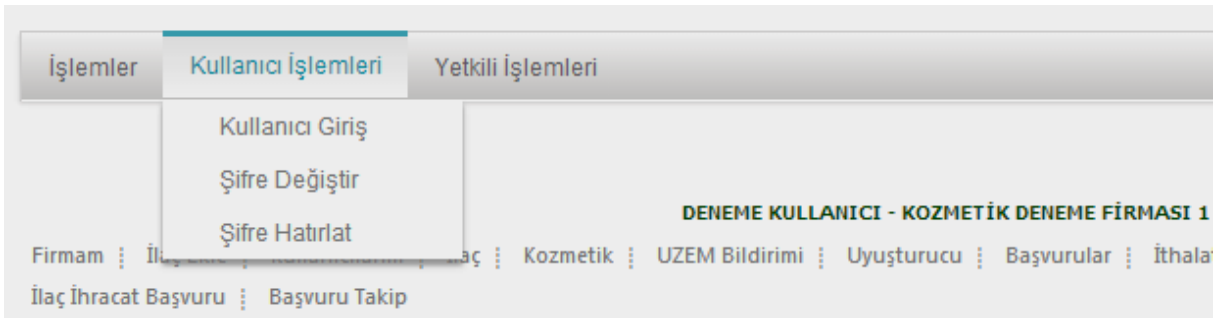 İşlemler Kullanıcı İşlemleri Yetkili İşlemleri
Kullanıcı Giriş
Şifre Değiştir
Şifre Hatırlat
DENEME KULLANICI - KOZMETİK DENEME FİRMASI 1
Firmam Kozmetik UZEM Bildirimi Uyuşturucu Başvurular İthalat
İlaç İhracat Başvuru Başvuru Takip